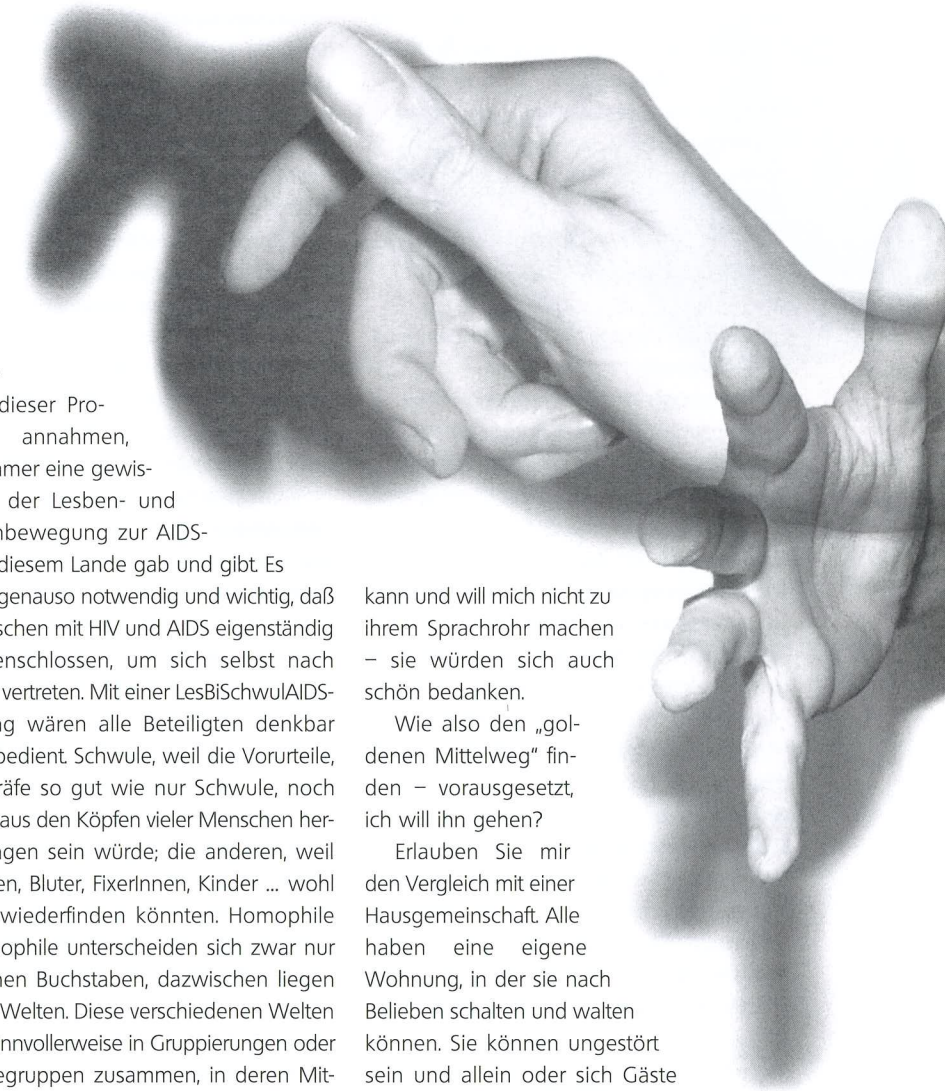 dieser Pro-
annahmen,
mer eine gewis-
der Lesben- und
nbewegung zur AIDS-
diesem Lande gab und gibt. Es
genauso notwendig und wichtig, daß
schen mit HIV und AIDS eigenständig
enschlossen, um sich selbst nach
vertreten. Mit einer LesBiSchwulAIDS-
ng wären alle Beteiligten denkbar
bedient. Schwule, weil die Vorurteile,
räfe so gut wie nur Schwule, noch
aus den Köpfen vieler Menschen her-
gen sein würde; die anderen, weil
en, Bluter, FixerInnen, Kinder ... wohl
wiederfinden könnten. Homophile
ophile unterscheiden sich zwar nur
nen Buchstaben, dazwischen liegen
Welten. Diese verschiedenen Welten
nnvollerweise in Gruppierungen oder
egruppen zusammen, in deren Mit-
kann und will mich nicht zu
ihrem Sprachrohr machen
– sie würden sich auch
schön bedanken.
Wie also den „gol-
denen Mittelweg“ fin-
den – vorausgesetzt,
ich will ihn gehen?
Erlauben Sie mir
den Vergleich mit einer
Hausgemeinschaft. Alle
haben eine eigene
Wohnung, in der sie nach
Belieben schalten und walten
können. Sie können ungestört
sein und allein oder sich Gäste